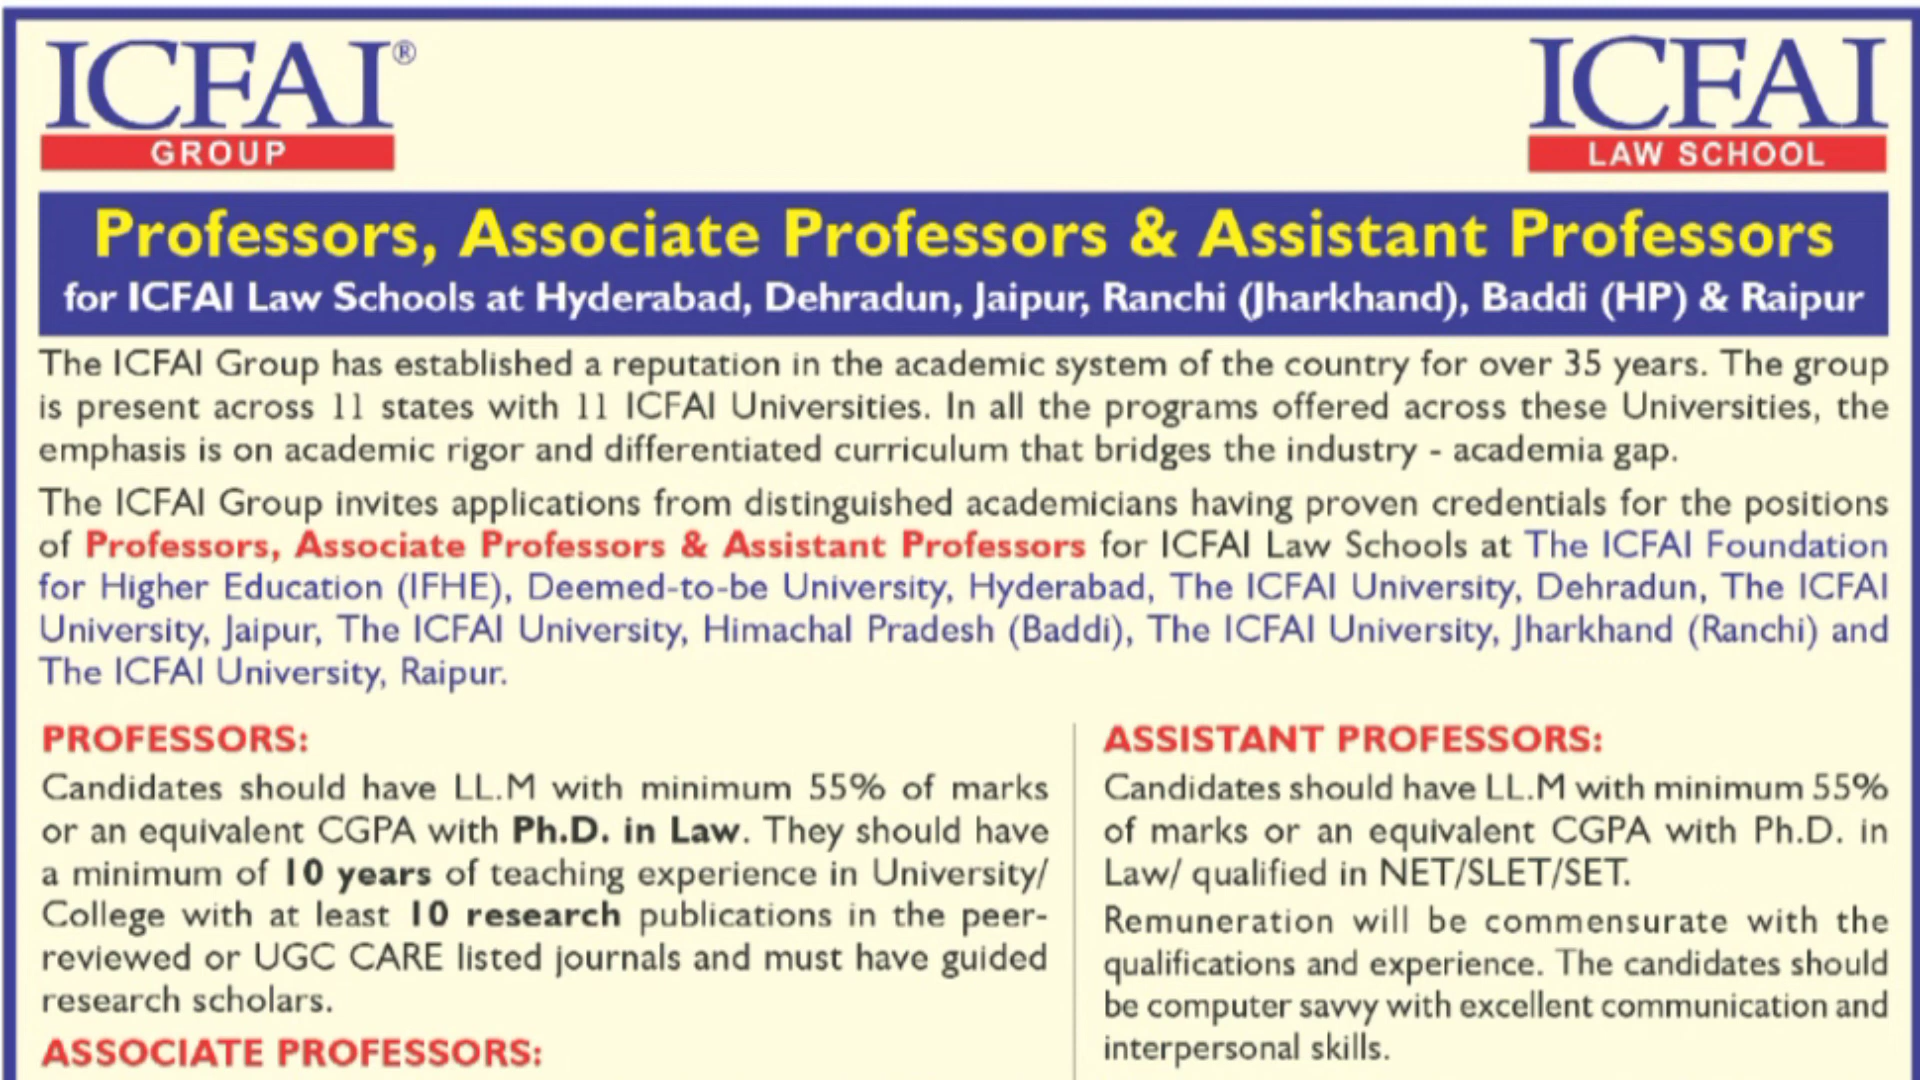 ICFAI®
GROUP
ICFAI
LAW SCHOOL
Professors, Associate Professors & Assistant Professors
for ICFAI Law Schools at Hyderabad, Dehradun, Jaipur, Ranchi (Jharkhand), Baddi (HP) & Raipur
The ICFAI Group has established a reputation in the academic system of the country for over 35 years. The group
is present across 11 states with 11 ICFAI Universities. In all the programs offered across these Universities, the
emphasis is on academic rigor and differentiated curriculum that bridges the industry - academia gap.
The ICFAI Group invites applications from distinguished academicians having proven credentials for the positions
of Professors, Associate Professors & Assistant Professors for ICFAI Law Schools at The ICFAI Foundation
for Higher Education (IFHE), Deemed-to-be University, Hyderabad, The ICFAI University, Dehradun, The ICFAI
University, Jaipur, The ICFAI University, Himachal Pradesh (Baddi), The ICFAI University, Jharkhand (Ranchi) and
The ICFAI University, Raipur.
PROFESSORS:
Candidates should have LL.M with minimum 55% of marks
or an equivalent CGPA with Ph.D. in Law. They should have
a minimum of 10 years of teaching experience in University/
College with at least 10 research publications in the peer-
reviewed or UGC CARE listed journals and must have guided
research scholars.
ASSOCIATE PROFESSORS:
ASSISTANT PROFESSORS:
Candidates should have LL.M with minimum 55%
of marks or an equivalent CGPA with Ph.D. in
Law/ qualified in NET/SLET/SET.
Remuneration will be commensurate with the
qualifications and experience. The candidates should
be computer savvy with excellent communication and
interpersonal skills.